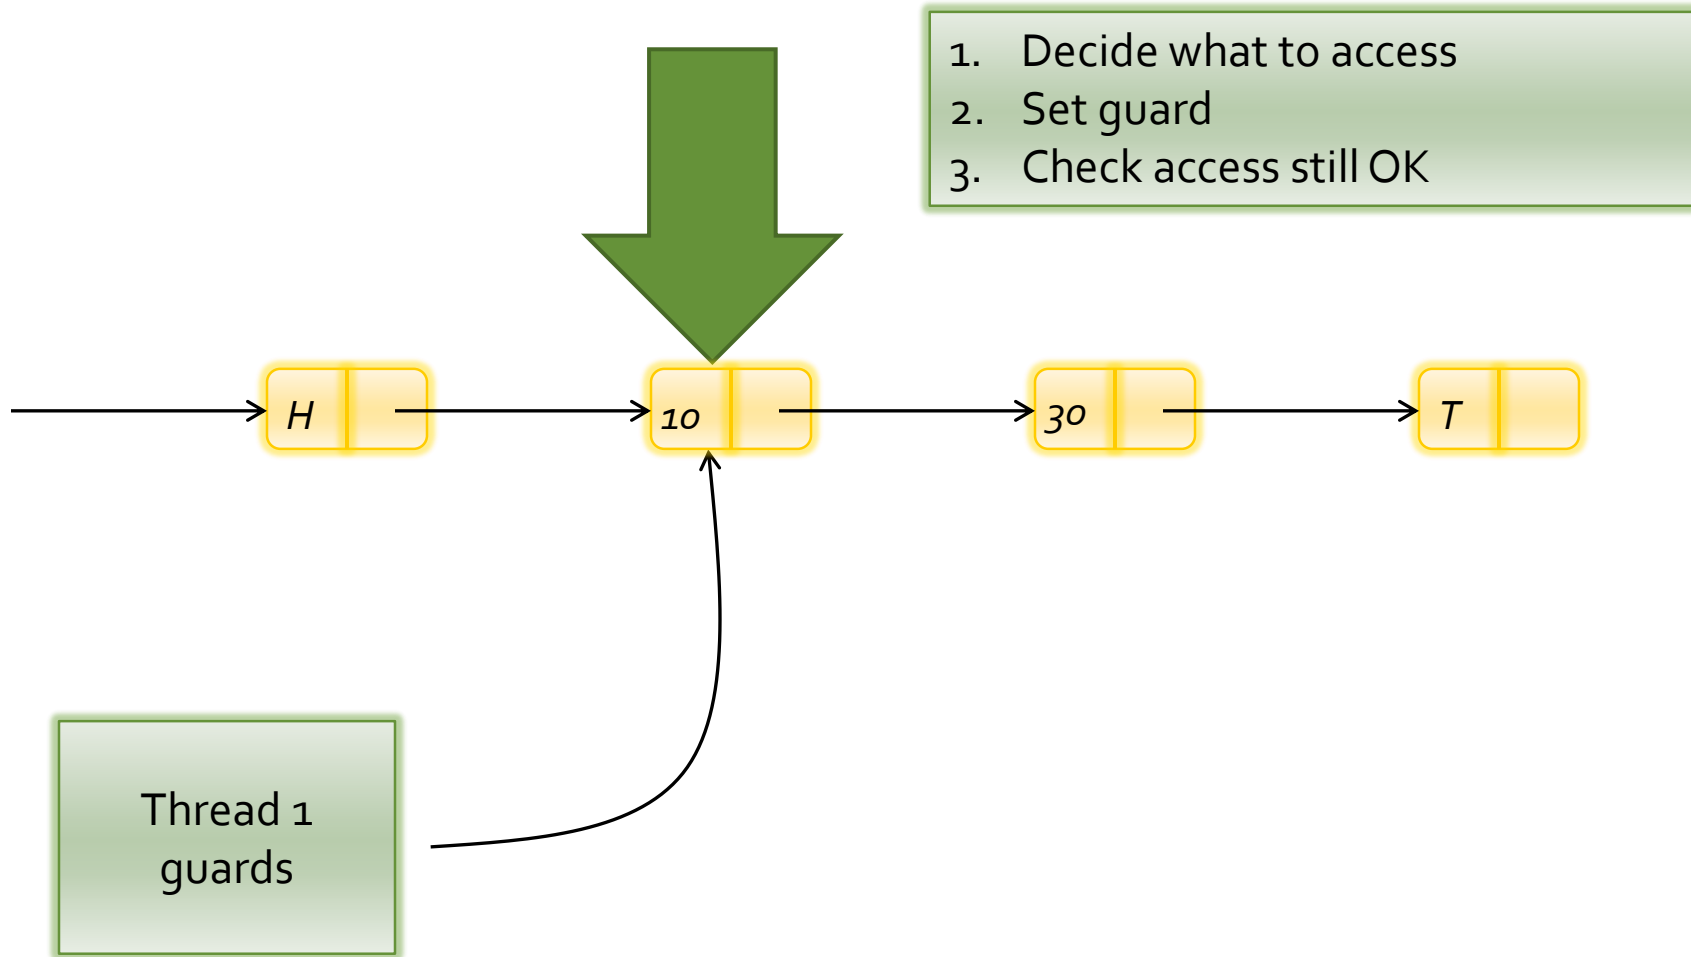 1. Decide what to access
2. Set guard
3. Check access still OK
H
10
30
T
Thread 1
guards